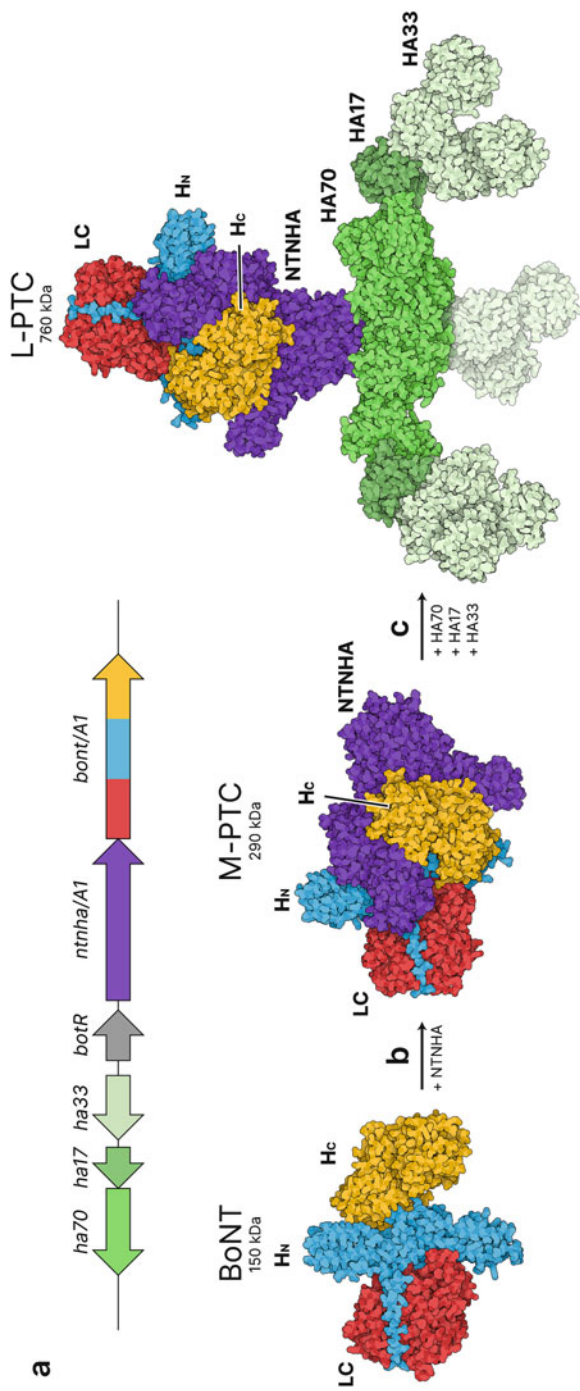 a
ha70
ha17
ha33
botR
ntnha/A1
bont/A1
BoNT
150 kDa
LC
HN
HC
b
+ NTNHA
M-PTC
290 kDa
LC
HN
HC
NTNHA
c
+ HA70
+ HA17
+ HA33
L-PTC
760 kDa
LC
HN
HC
NTNHA
HA70
HA17
HA33